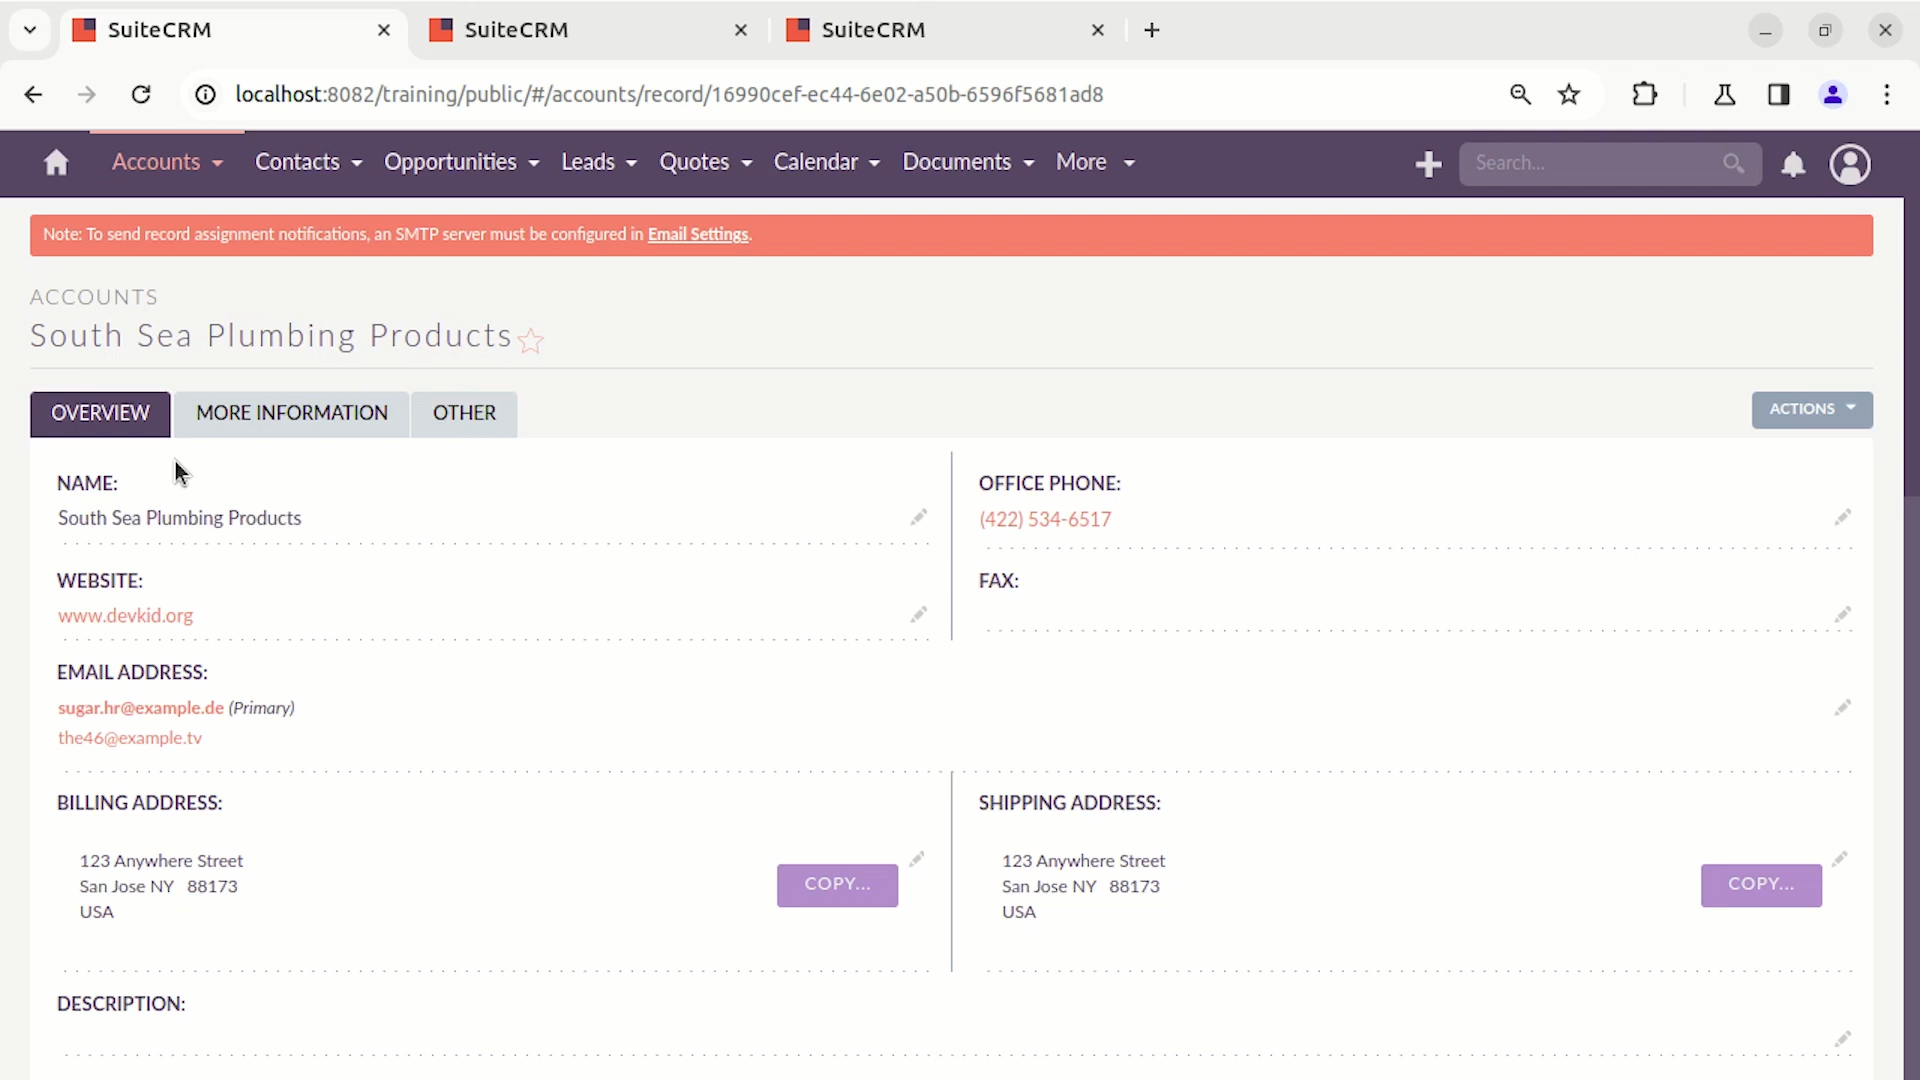 SuiteCRM
SuiteCRM
SuiteCRM
localhost:8082/training/public/#/accounts/record/16990cef-ec44-6e02-a50b-6596f5681ad8
Accounts Contacts Opportunities Leads Quotes Calendar Documents More Search...
Note: To send record assignment notifications, an SMTP server must be configured in Email Settings.
ACCOUNTS
South Sea Plumbing Products
OVERVIEW MORE INFORMATION OTHER ACTIONS
NAME:
South Sea Plumbing Products
OFFICE PHONE:
(422) 534-6517
WEBSITE:
www.devkid.org
FAX:
EMAIL ADDRESS:
sugar.hr@example.de (Primary)
the46@example.tv
BILLING ADDRESS:
123 Anywhere Street
San Jose NY 88173
USA
COPY...
SHIPPING ADDRESS:
123 Anywhere Street
San Jose NY 88173
USA
COPY...
DESCRIPTION: